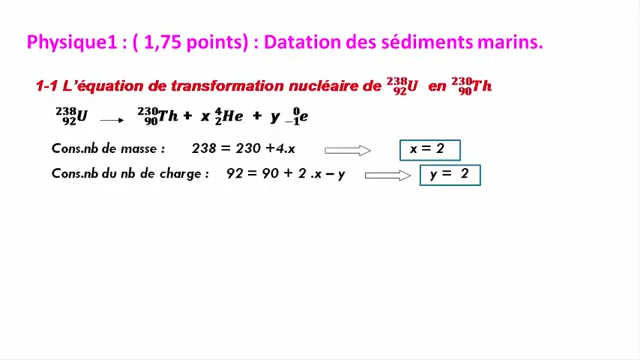 Physique1 : ( 1,75 points) : Datation des sédiments marins.
1-1 L'équation de transformation nucléaire de ²³⁸₉₂U en ²³⁰₉₀Th
²³⁸₉₂U → ²³⁰₉₀Th + x ⁴₂He + y ⁰₋₁e
Cons.nb de masse : 238 = 230 +4.x ⇨ x = 2
Cons.nb du nb de charge : 92 = 90 + 2 .x – y ⇨ y = 2